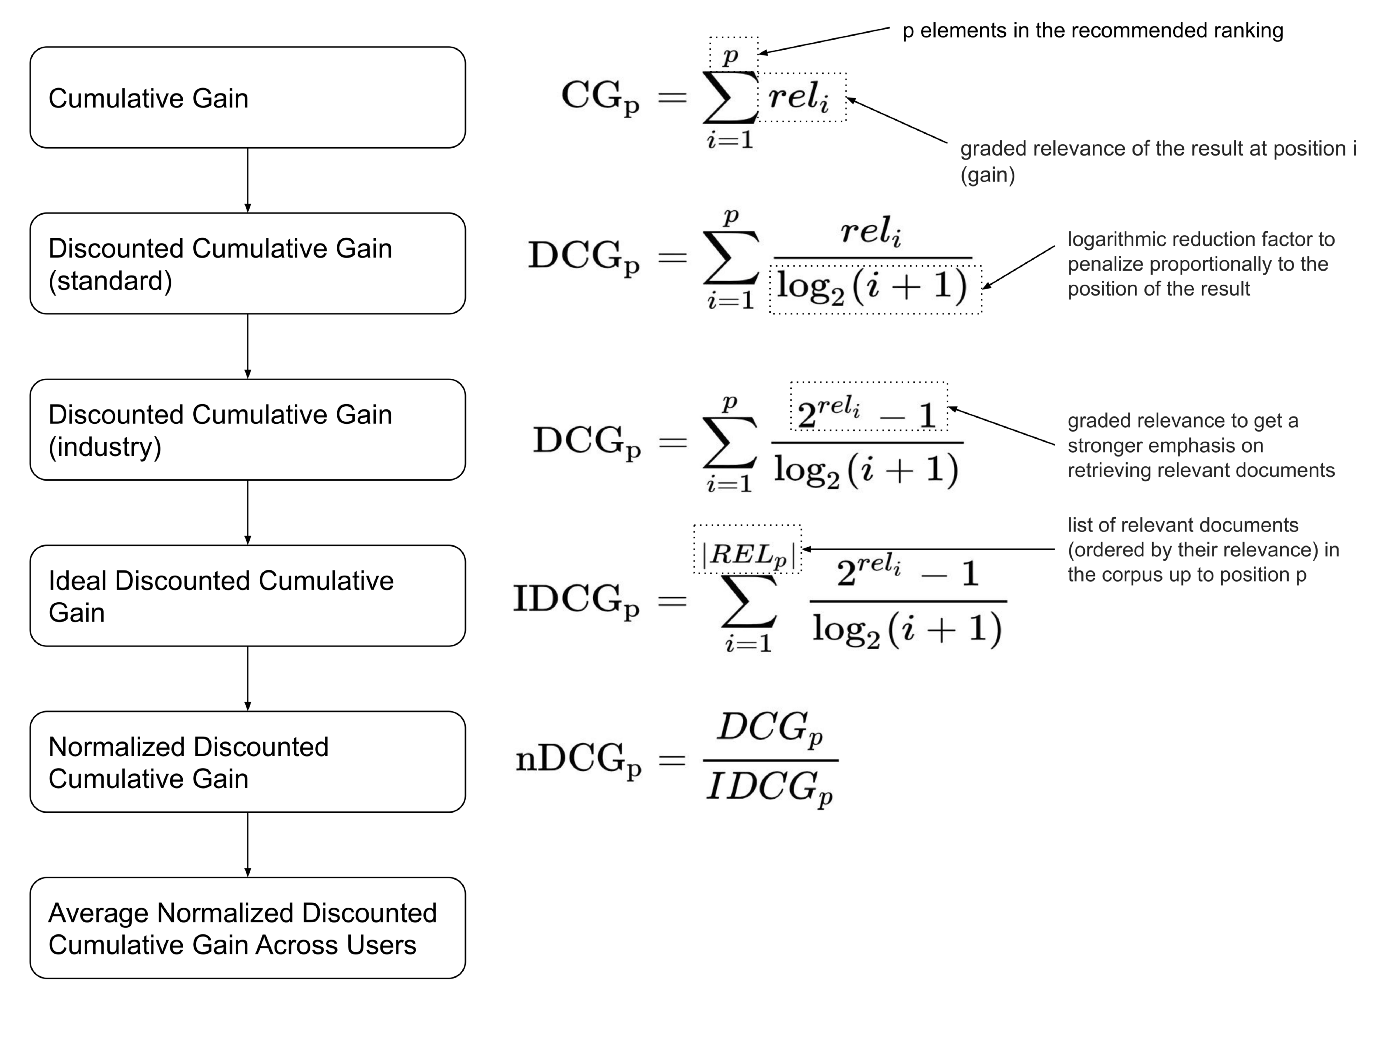 p elements in the recommended ranking
Cumulative Gain
CG_p = \sum_{i=1}^{p} rel_i
graded relevance of the result at position i
(gain)
Discounted Cumulative Gain
(standard)
DCG_p = \sum_{i=1}^{p} \frac{rel_i}{\log_2(i + 1)}
logarithmic reduction factor to
penalize proportionally to the
position of the result
Discounted Cumulative Gain
(industry)
DCG_p = \sum_{i=1}^{p} \frac{2^{rel_i} - 1}{\log_2(i + 1)}
graded relevance to get a
stronger emphasis on
retrieving relevant documents
Ideal Discounted Cumulative
Gain
IDCG_p = \sum_{i=1}^{|REL_p|} \frac{2^{rel_i} - 1}{\log_2(i + 1)}
list of relevant documents
(ordered by their relevance) in
the corpus up to position p
Normalized Discounted
Cumulative Gain
nDCG_p = \frac{DCG_p}{IDCG_p}
Average Normalized Discounted
Cumulative Gain Across Users